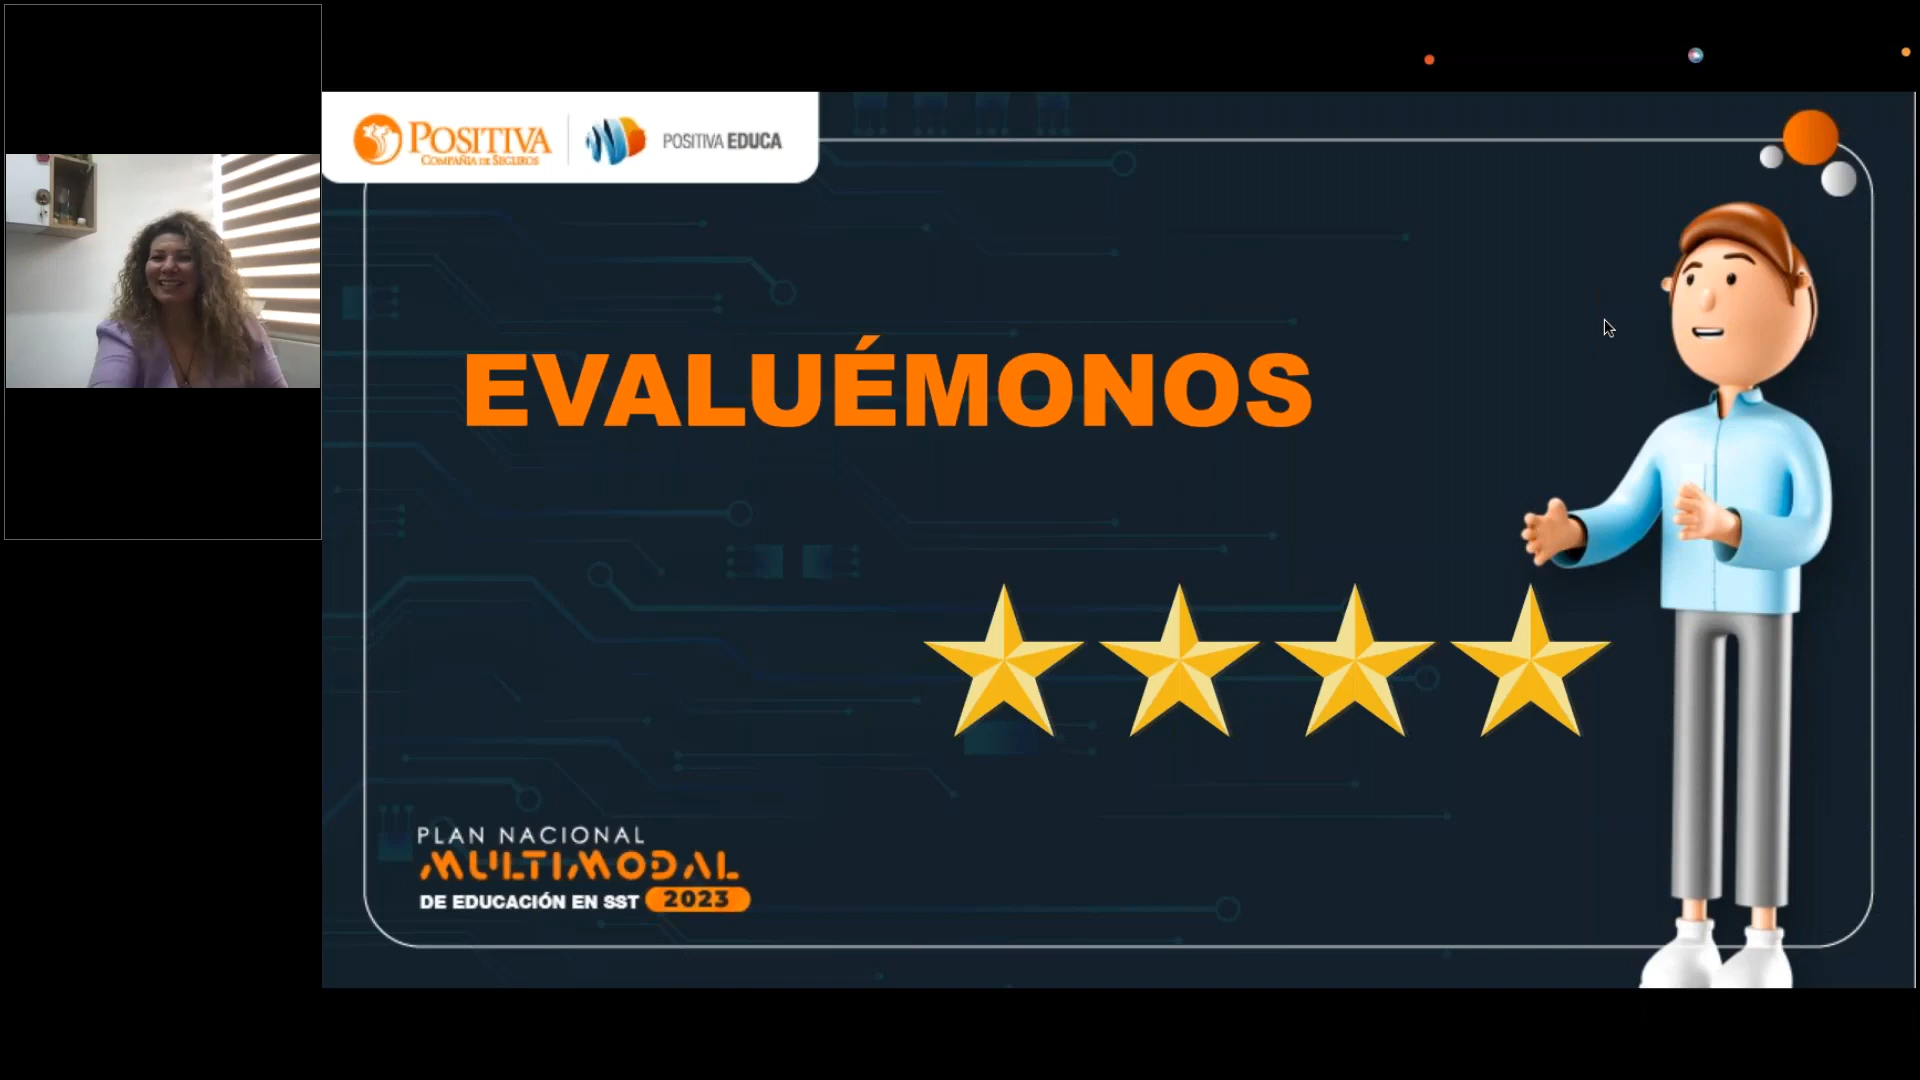 POSITIVA
COMPAÑÍA DE SEGUROS
POSITIVA EDUCA
EVALUÉMONOS
PLAN NACIONAL
MULTIMODAL
DE EDUCACIÓN EN SST 2023